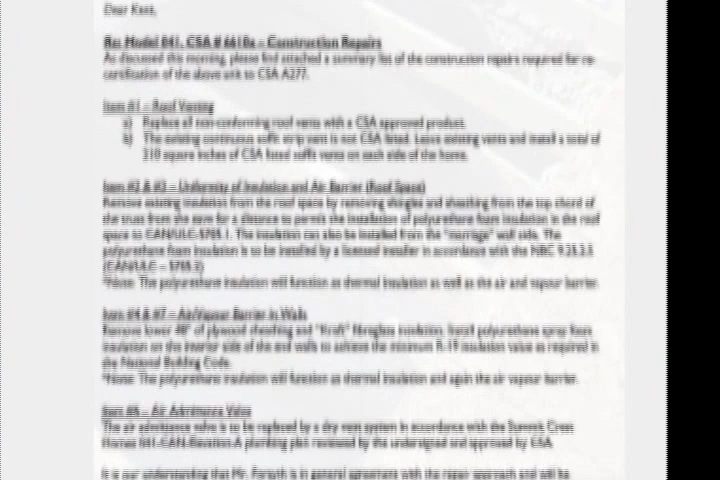 Dear Kent,
Re: Model 841, CSA # – Construction Repairs
As discussed this morning, please find attached a summary list of the construction repairs required for re-
certification of the above unit to CSA A277.
Item #1 – Roof Venting
a) Replace all non-conforming roof vents with a CSA approved product.
b) The existing continuous soffit strip vent is not CSA listed. Leave existing vents and install a total of
310 square inches of CSA listed soffit vents on each side of the home.
Item #2 & #3 – Uniformity of Insulation and Air Barrier (Roof Space)
Remove existing insulation from the roof space by removing shingles and sheathing from the top chord of
the truss from the eave for a distance to permit the installation of polyurethane foam insulation in the roof
space to CAN/ULC-S705.1. The insulation can also be installed from the "marriage" wall side. The
polyurethane foam insulation is to be installed by a licensed installer in accordance with the NBC
(CAN/ULC – S705.2)
*Note: The polyurethane insulation will function as thermal insulation as well as the air and vapour barrier.
Item #4 & #7 – Air/Vapour Barrier in Walls
Remove lower 48" of plywood sheathing and "Kraft" fibreglass insulation. Install polyurethane spray foam
insulation on the interior side of the end walls to achieve the minimum insulation value as required in
the National Building Code.
*Note: The polyurethane insulation will function as thermal insulation and again the air vapour barrier.
Item – Air Admittance Valve
The air admittance valve is to be replaced by a dry vent system in accordance with the Summit Crest
Homes 841-CAN-Elevation A plumbing plan reviewed by the undersigned and approved by CSA.
It is our understanding that Mr. Forsyth is in general agreement with the repair approach and will be